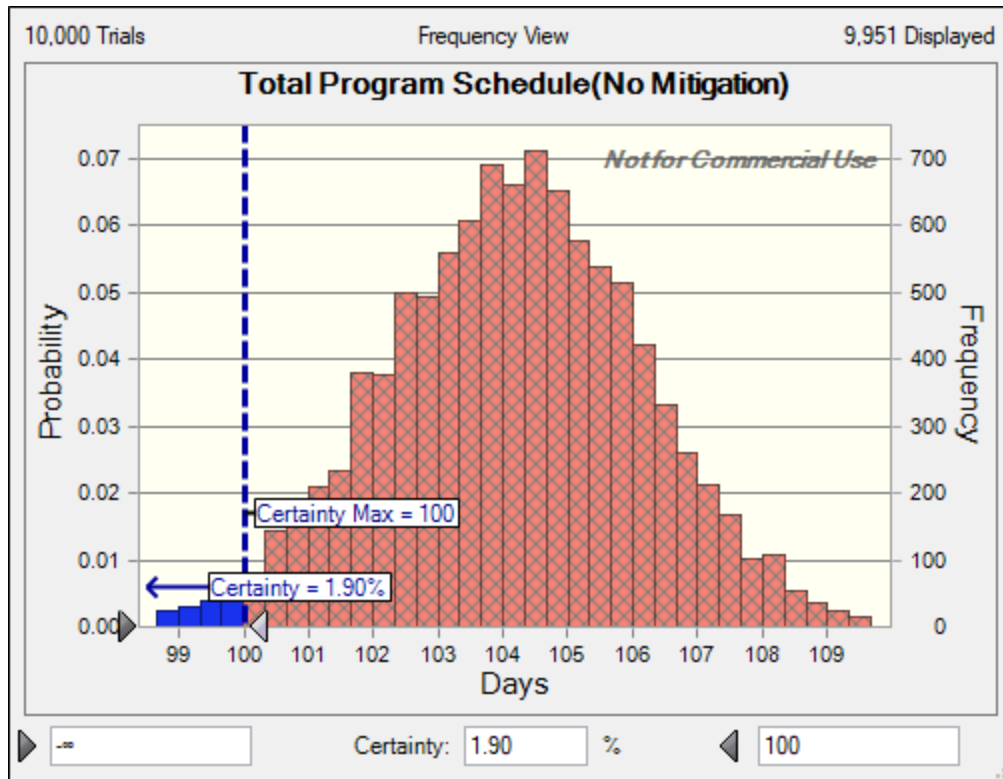 10,000 Trials Frequency View 9,951 Displayed
Total Program Schedule(No Mitigation)
Not for Commercial Use
0.07 700
0.06 600
0.05 500
Probability
Frequency
0.04 400
0.03 300
0.02 200
Certainty Max = 100
0.01 100
Certainty = 1.90%
0.00 0
99 100 101 102 103 104 105 106 107 108 109
Days
-∞ Certainty: 1.90 % 100